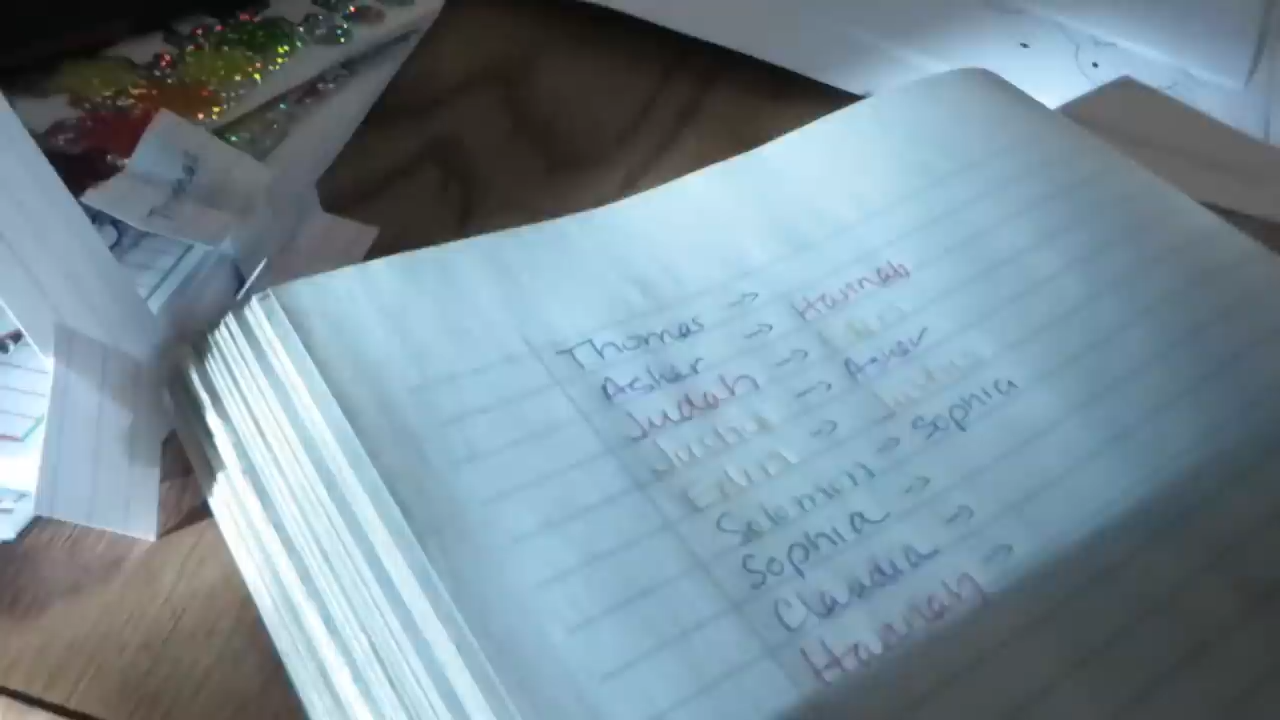 Thomas →
Asher → Hannah
Judah →
→ Asher
→
Solomon → Sophia
Sophia →
Claudia →
Hannah →